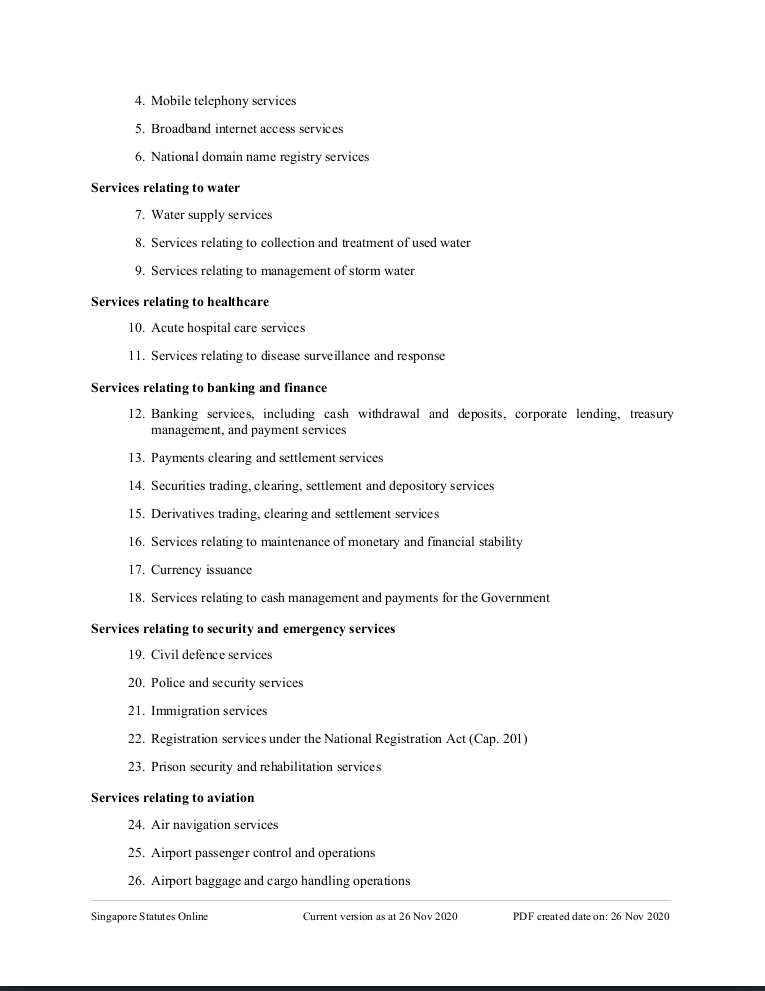 4. Mobile telephony services
5. Broadband internet access services
6. National domain name registry services
Services relating to water
7. Water supply services
8. Services relating to collection and treatment of used water
9. Services relating to management of storm water
Services relating to healthcare
10. Acute hospital care services
11. Services relating to disease surveillance and response
Services relating to banking and finance
12. Banking services, including cash withdrawal and deposits, corporate lending, treasury
management, and payment services
13. Payments clearing and settlement services
14. Securities trading, clearing, settlement and depository services
15. Derivatives trading, clearing and settlement services
16. Services relating to maintenance of monetary and financial stability
17. Currency issuance
18. Services relating to cash management and payments for the Government
Services relating to security and emergency services
19. Civil defence services
20. Police and security services
21. Immigration services
22. Registration services under the National Registration Act (Cap. 201)
23. Prison security and rehabilitation services
Services relating to aviation
24. Air navigation services
25. Airport passenger control and operations
26. Airport baggage and cargo handling operations
Singapore Statutes Online Current version as at 26 Nov 2020 PDF created date on: 26 Nov 2020